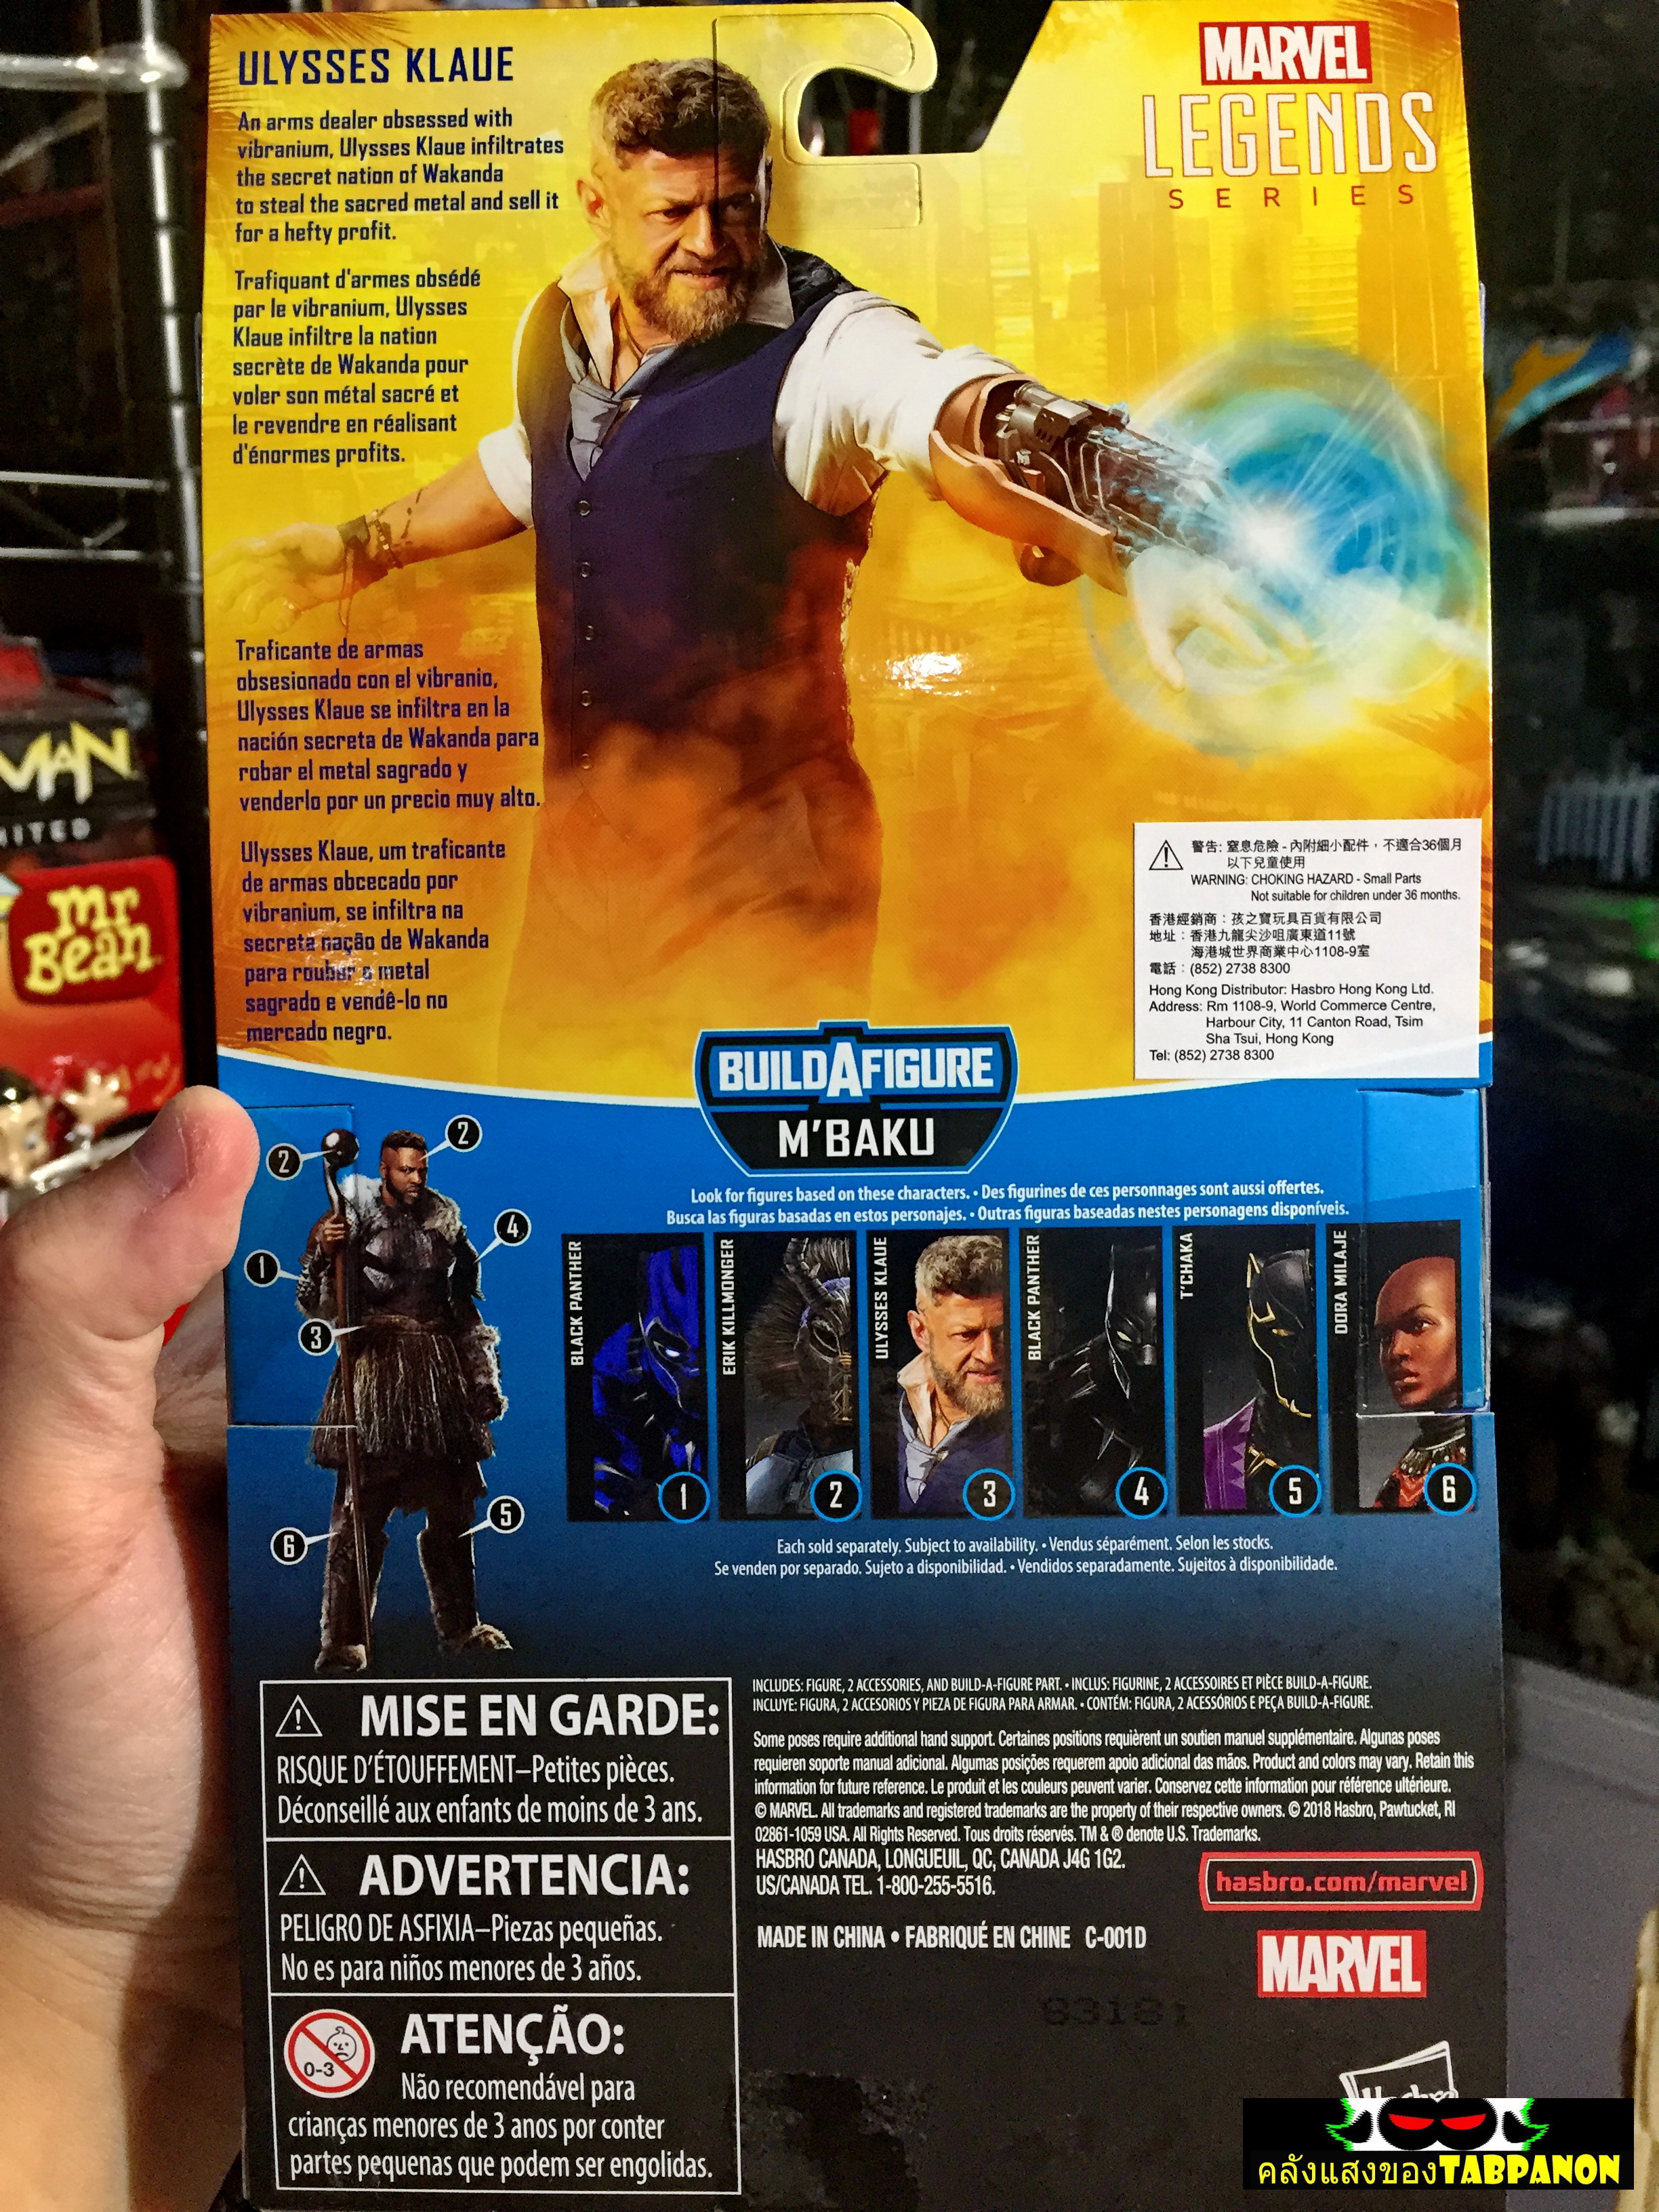 ULYSSES KLAUE
An arms dealer obsessed with
vibranium, Ulysses Klaue infiltrates
the secret nation of Wakanda
to steal the sacred metal and sell it
for a hefty profit.
Trafiquant d'armes obsédé
par le vibranium, Ulysses
Klaue infiltre la nation
secrète de Wakanda pour
voler son métal sacré et
le revendre en réalisant
d'énormes profits.
Traficante de armas
obsesionado con el vibranio,
Ulysses Klaue se infiltra en la
nación secreta de Wakanda para
robar el metal sagrado y
venderlo por un precio muy alto.
Ulysses Klaue, um traficante
de armas obcecado por
vibranium, se infiltra na
secreta nação de Wakanda
para roubar o metal
sagrado e vendê-lo no
mercado negro.
MARVEL
LEGENDS
SERIES
警告: 窒息危險 - 內附細小配件，不適合36個月
以下兒童使用
WARNING: CHOKING HAZARD - Small Parts
Not suitable for children under 36 months.
香港經銷商：孩之寶玩具百貨有限公司
地址：香港九龍尖沙咀廣東道11號
海港城世界商業中心1108-9室
電話：(852) 2738 8300
Hong Kong Distributor: Hasbro Hong Kong Ltd.
Address: Rm 1108-9, World Commerce Centre,
Harbour City, 11 Canton Road, Tsim
Sha Tsui, Hong Kong
Tel: (852) 2738 8300
MAN
mr
Bean
BUILDAFIGURE
M'BAKU
2
2
4
1
3
5
6
Look for figures based on these characters. • Des figurines de ces personnages sont aussi offertes.
Busca las figuras basadas en estos personajes. • Outras figuras baseadas nestes personagens disponíveis.
BLACK PANTHER
1
ERIK KILLMONGER
2
ULYSSES KLAUE
3
BLACK PANTHER
4
T'CHAKA
5
DORA MILAJE
6
Each sold separately. Subject to availability. • Vendus séparément. Selon les stocks.
Se venden por separado. Sujeto a disponibilidad. • Vendidos separadamente. Sujeitos à disponibilidade.
MISE EN GARDE:
RISQUE D'ÉTOUFFEMENT–Petites pièces.
Déconseillé aux enfants de moins de 3 ans.
ADVERTENCIA:
PELIGRO DE ASFIXIA–Piezas pequeñas.
No es para niños menores de 3 años.
0-3
ATENÇÃO:
Não recomendável para
crianças menores de 3 anos por conter
partes pequenas que podem ser engolidas.
INCLUDES: FIGURE, 2 ACCESSORIES, AND BUILD-A-FIGURE PART. • INCLUS: FIGURINE, 2 ACCESSOIRES ET PIÈCE BUILD-A-FIGURE.
INCLUYE: FIGURA, 2 ACCESORIOS Y PIEZA DE FIGURA PARA ARMAR. • CONTÉM: FIGURA, 2 ACESSÓRIOS E PEÇA BUILD-A-FIGURE.
Some poses require additional hand support. Certaines positions requièrent un soutien manuel supplémentaire. Algunas poses
requieren soporte manual adicional. Algumas posições requerem apoio adicional das mãos. Product and colors may vary. Retain this
information for future reference. Le produit et les couleurs peuvent varier. Conservez cette information pour référence ultérieure.
© MARVEL. All trademarks and registered trademarks are the property of their respective owners. © 2018 Hasbro, Pawtucket, RI
02861-1059 USA. All Rights Reserved. Tous droits réservés. TM & ® denote U.S. Trademarks.
HASBRO CANADA, LONGUEUIL, QC, CANADA J4G 1G2.
US/CANADA TEL. 1-800-255-5516.
hasbro.com/marvel
MADE IN CHINA • FABRIQUÉ EN CHINE C-001D
MARVEL
83181
Hasbro
คลังแสงของTABPANON